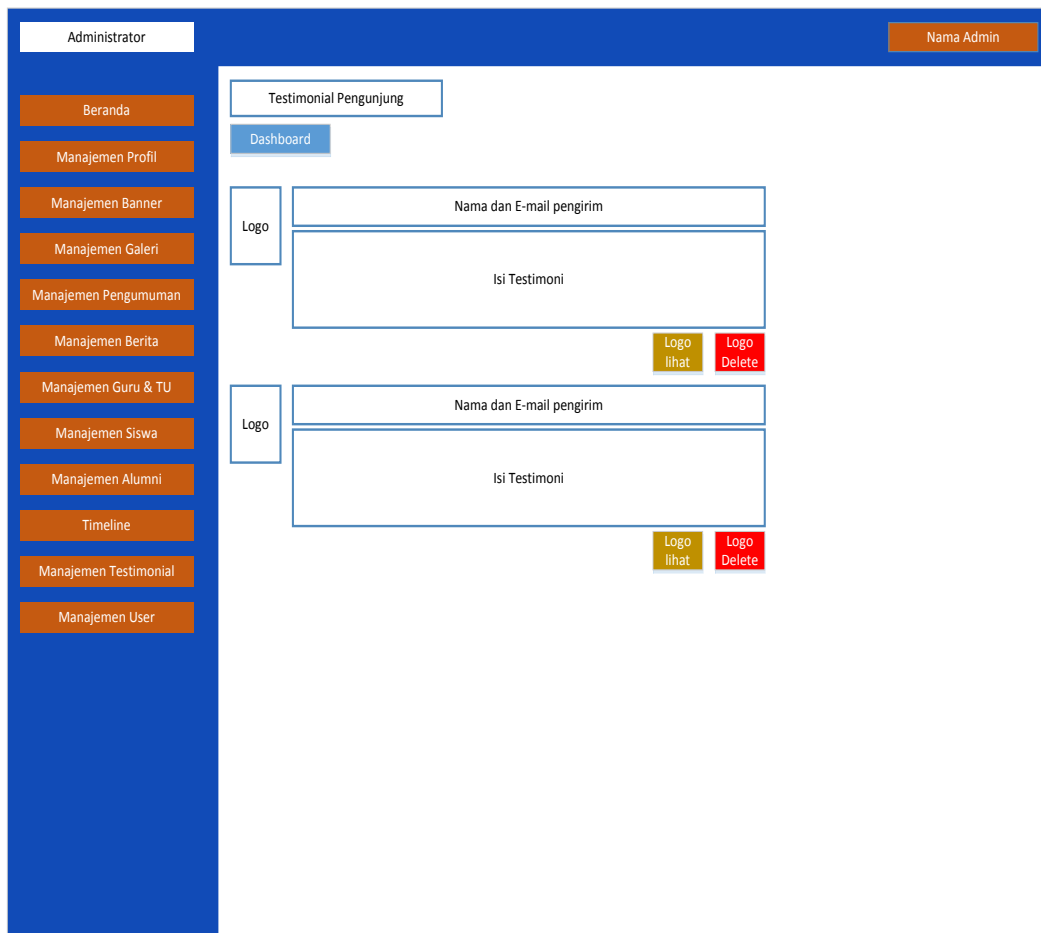 Administrator
Nama Admin
Beranda
Manajemen Profil
Manajemen Banner
Manajemen Galeri
Manajemen Pengumuman
Manajemen Berita
Manajemen Guru & TU
Manajemen Siswa
Manajemen Alumni
Timeline
Manajemen Testimonial
Manajemen User
Testimonial Pengunjung
Dashboard
Logo
Nama dan E-mail pengirim
Isi Testimoni
Logo
lihat
Logo
Delete
Logo
Nama dan E-mail pengirim
Isi Testimoni
Logo
lihat
Logo
Delete